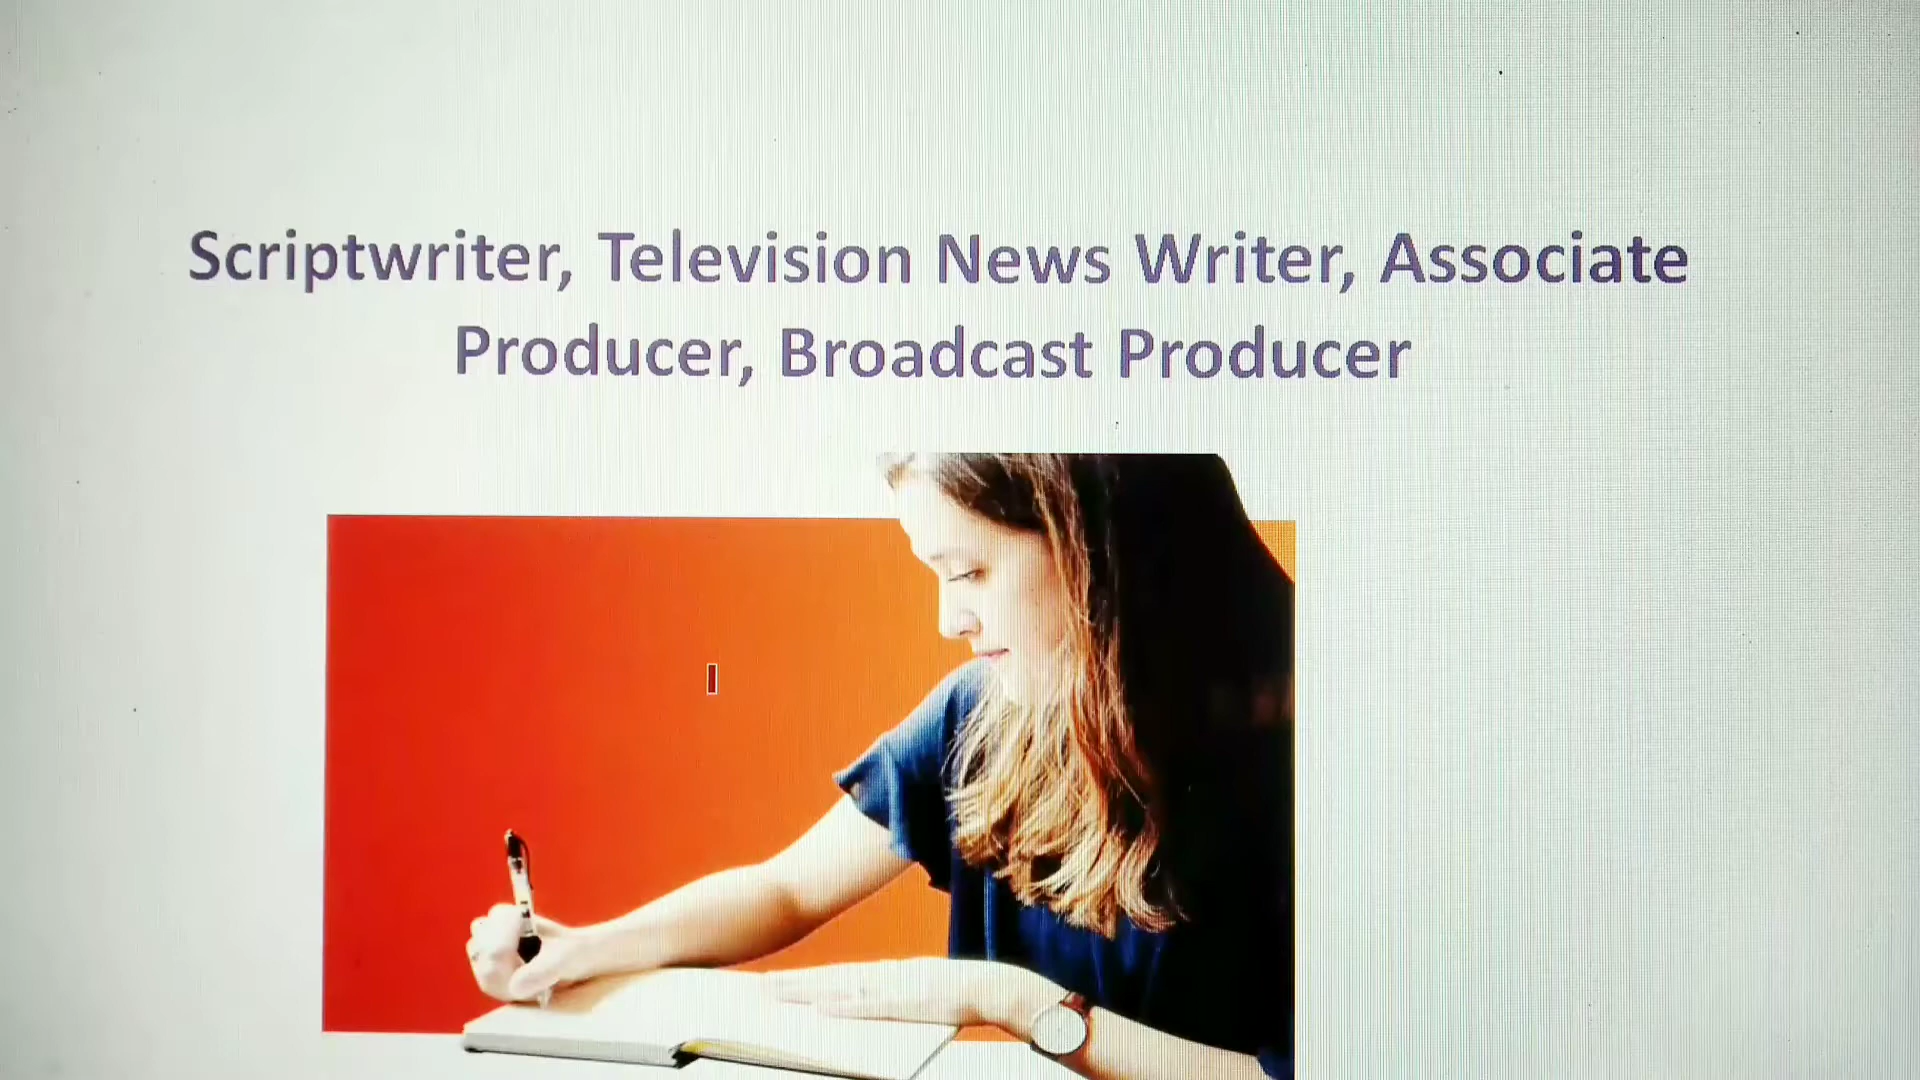 Scriptwriter, Television News Writer, Associate
Producer, Broadcast Producer